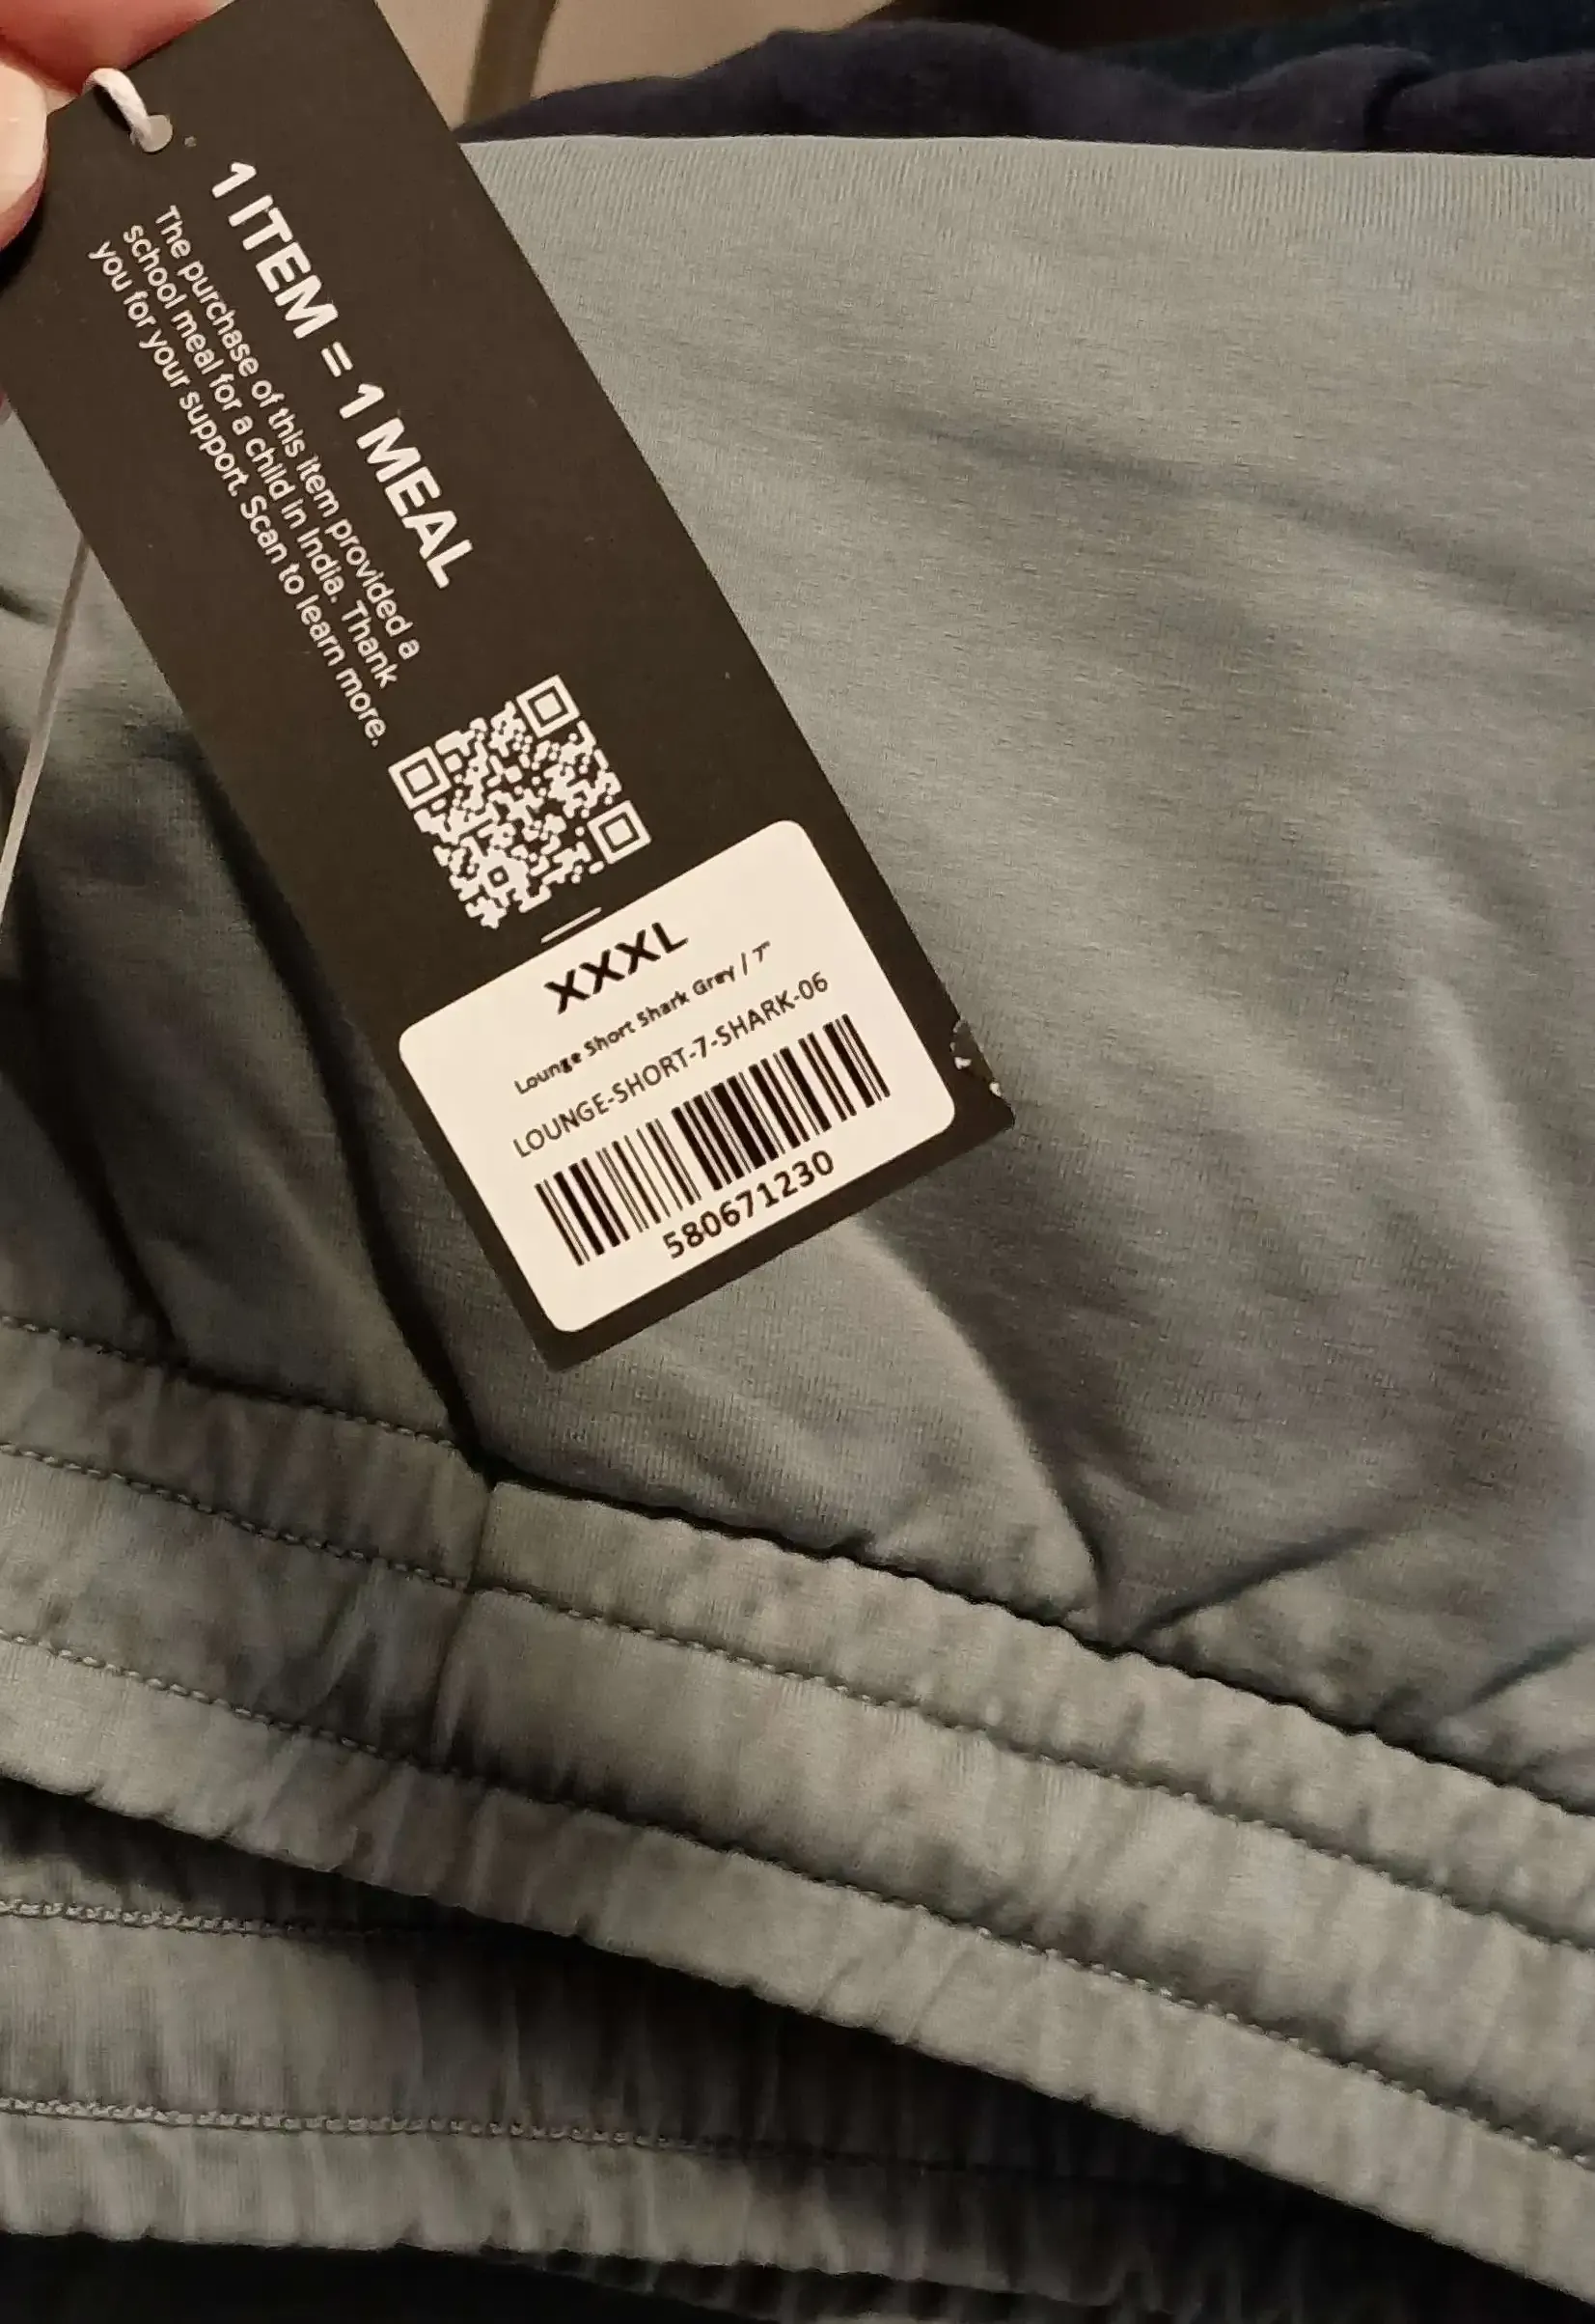 1 ITEM = 1 MEAL
The purchase of this item provided a
school meal for a child in India. Thank
you for your support. Scan to learn more.
XXXL
Lounge Short Shark Grey / 7"
LOUNGE-SHORT-7-SHARK-06
580671230